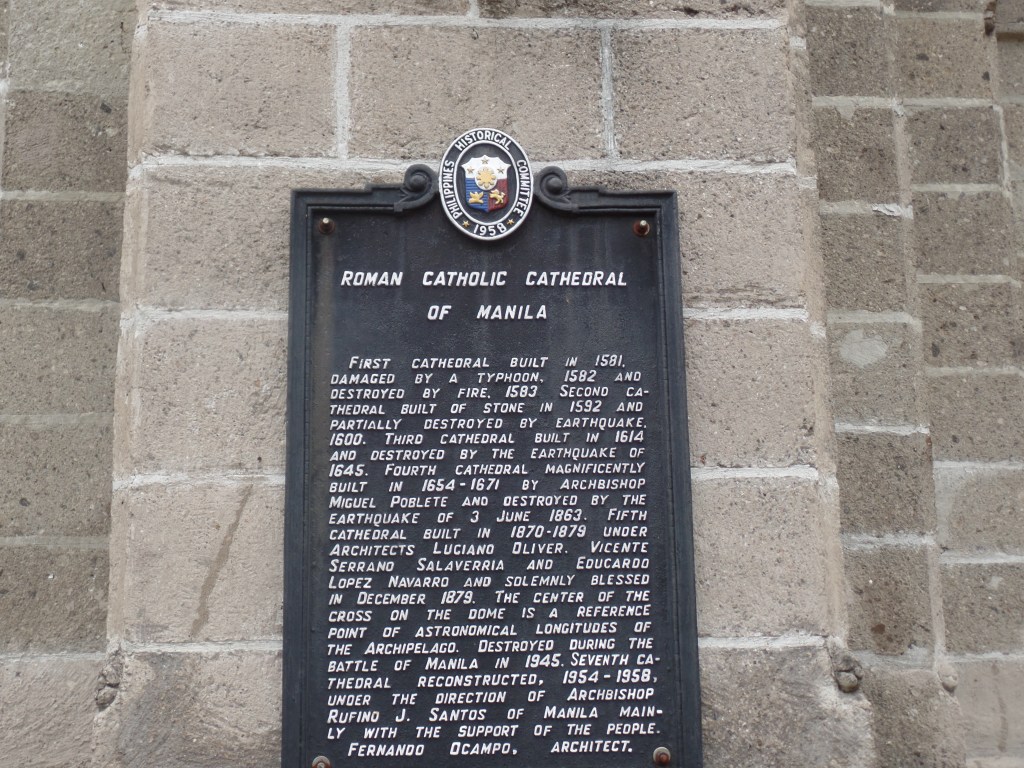 PHILIPPINES HISTORICAL COMMITTEE
1958
ROMAN CATHOLIC CATHEDRAL
OF MANILA
FIRST CATHEDRAL BUILT IN 1581,
DAMAGED BY A TYPHOON, 1582 AND
DESTROYED BY FIRE, 1583 SECOND CA-
THEDRAL BUILT OF STONE IN 1592 AND
PARTIALLY DESTROYED BY EARTHQUAKE,
1600. THIRD CATHEDRAL BUILT IN 1614
AND DESTROYED BY THE EARTHQUAKE OF
1645. FOURTH CATHEDRAL MAGNIFICENTLY
BUILT IN 1654-1671 BY ARCHBISHOP
MIGUEL POBLETE AND DESTROYED BY THE
EARTHQUAKE OF 3 JUNE 1863. FIFTH
CATHEDRAL BUILT IN 1870-1879 UNDER
ARCHITECTS LUCIANO OLIVER, VICENTE
SERRANO SALAVERRIA AND EDUCARDO
LOPEZ NAVARRO AND SOLEMNLY BLESSED
IN DECEMBER 1879. THE CENTER OF THE
CROSS ON THE DOME IS A REFERENCE
POINT OF ASTRONOMICAL LONGITUDES OF
THE ARCHIPELAGO. DESTROYED DURING THE
BATTLE OF MANILA IN 1945. SEVENTH CA-
THEDRAL RECONSTRUCTED, 1954-1958,
UNDER THE DIRECTION OF ARCHBISHOP
RUFINO J. SANTOS OF MANILA MAIN-
LY WITH THE SUPPORT OF THE PEOPLE.
FERNANDO OCAMPO, ARCHITECT.